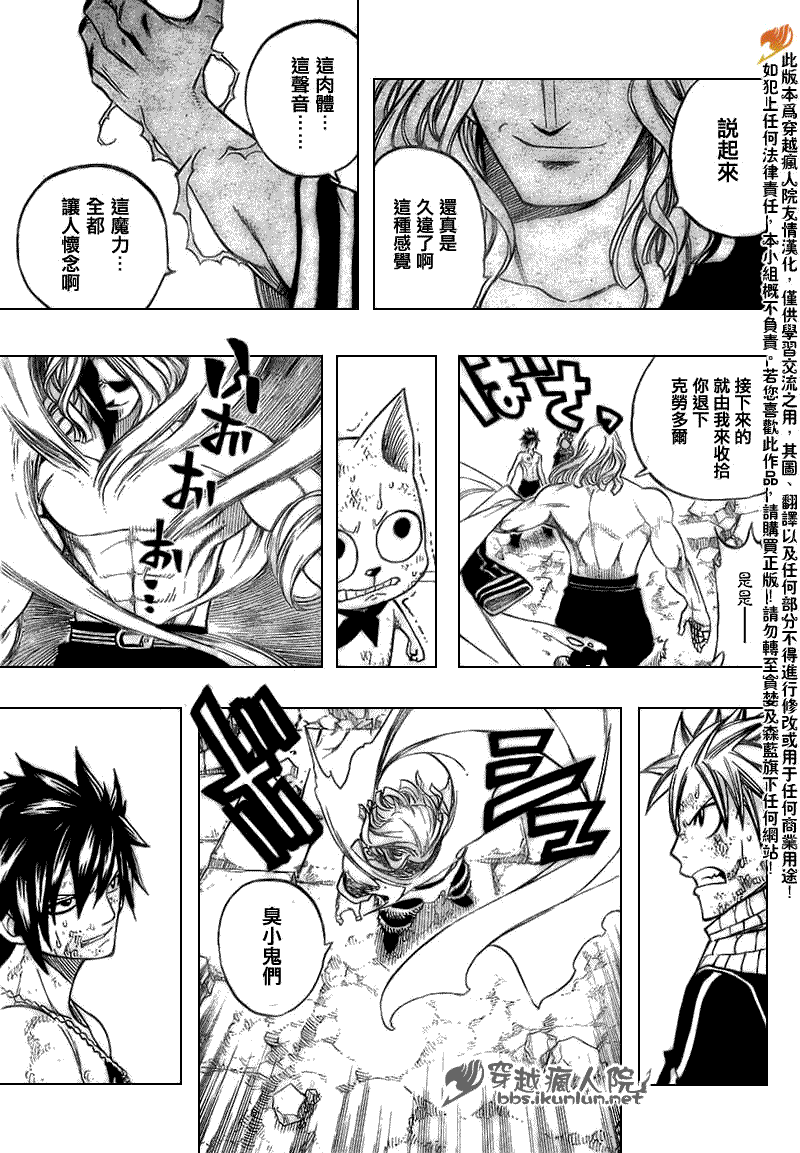 説起來
還真是
久違了啊
這種感覺
這肉體…
這聲音……
這魔力…
全都
讓人懷念啊
接下來的
就由我來收拾
你退下
克勞多爾
是是——
ばさっ
ぶおおおお…
臭小鬼們
此版本爲穿越瘋人院友情漢化，僅供學習交流之用，其圖、翻譯以及任何部分不得進行修改或用于任何商業用途！
如犯上任何法律責任，本小組概不負責。若您喜歡此作品，請購買正版！請勿轉至貪婪及森藍旗下任何網站！
穿越瘋人院
bbs.ikunlun.net